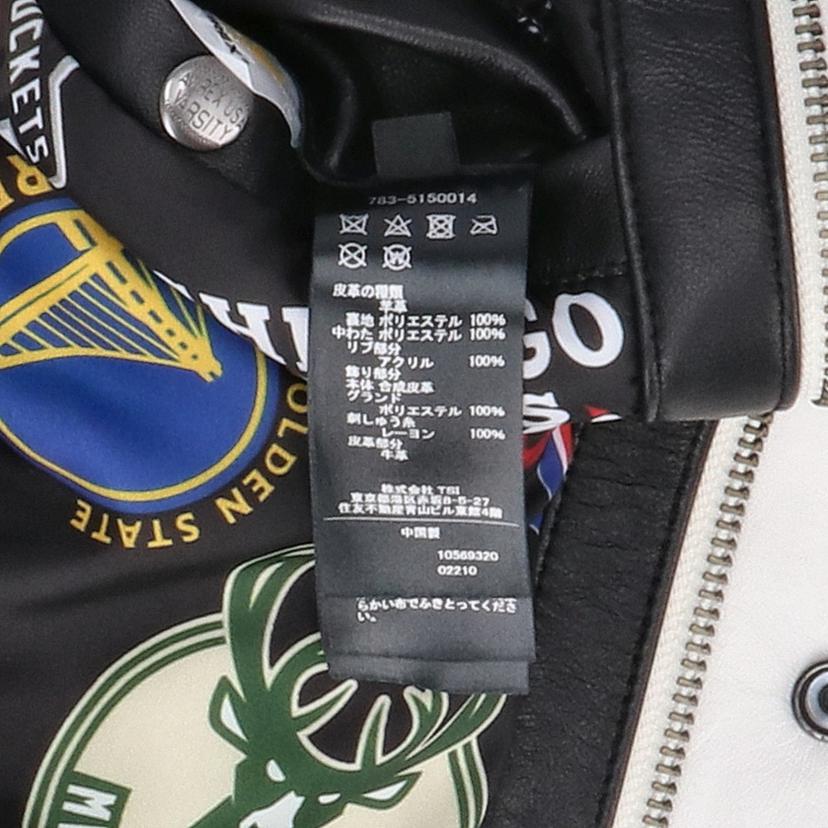 UCKETS
AVIREX USA
VARSITY
GOLDEN STATE
783-5150014
皮革の種類
羊革
裏地 ポリエステル 100%
中わた ポリエステル 100%
リブ部分
アクリル 100%
飾り部分
本体 合成皮革
グランド
ポリエステル 100%
刺しゅう糸
レーヨン 100%
皮革部分
牛革
株式会社 TSI
東京都港区赤坂8-5-27
住友不動産青山ビル東館4階
中国製
10569320
02210
らかい布でふきとってくださ
い。